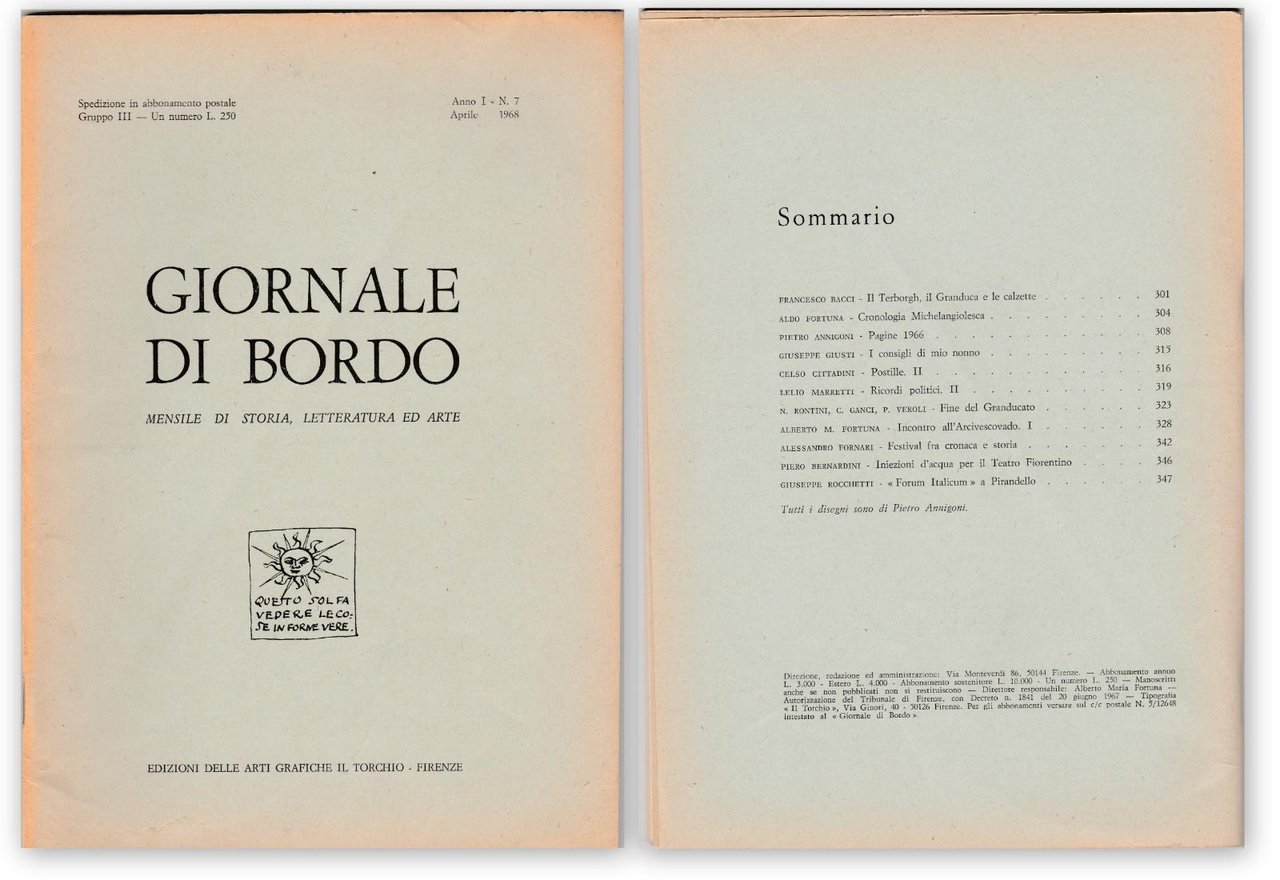 Spedizione in abbonamento postale
Gruppo III — Un numero L. 250
Anno I - N. 7
Aprile 1968
GIORNALE
DI BORDO
MENSILE DI STORIA, LETTERATURA ED ARTE
QUESTO SOL FA
VEDERE LE CO-
SE IN FORME VERE.
EDIZIONI DELLE ARTI GRAFICHE IL TORCHIO - FIRENZE
Sommario
FRANCESCO BACCI - Il Terborgh, il Granduca e le calzette . . . . . . 301
ALDO FORTUNA - Cronologia Michelangiolesca . . . . . . . . 304
PIETRO ANNIGONI - Pagine 1966 . . . . . . . . . . 308
GIUSEPPE GIUSTI - I consigli di mio nonno . . . . . . . . 315
CELSO CITTADINI - Postille. II . . . . . . . . . . 316
LELIO MARRETTI - Ricordi politici. II . . . . . . . . . 319
N. RONTINI, C. GANCI, P. VEROLI - Fine del Granducato . . . . . . 323
ALBERTO M. FORTUNA - Incontro all'Arcivescovado. I . . . . . . 328
ALESSANDRO FORNARI - Festival fra cronaca e storia . . . . . . . 342
PIERO BERNARDINI - Iniezioni d'acqua per il Teatro Fiorentino . . . . 346
GIUSEPPE ROCCHETTI - « Forum Italicum » a Pirandello . . . . . . 347
Tutti i disegni sono di Pietro Annigoni.
Direzione, redazione ed amministrazione: Via Monteverdi 86, 50144 Firenze. — Abbonamento annuo
L. 3.000 - Estero L. 4.000 - Abbonamento sostenitore L. 10.000 - Un numero L. 250 — Manoscritti
anche se non pubblicati non si restituiscono — Direttore responsabile: Alberto Maria Fortuna —
Autorizzazione del Tribunale di Firenze, con Decreto n. 1841 del 20 giugno 1967 — Tipografia
« Il Torchio », Via Ginori, 40 - 50126 Firenze. Per gli abbonamenti versare sul c/c postale N. 5/12648
intestato al « Giornale di Bordo ».